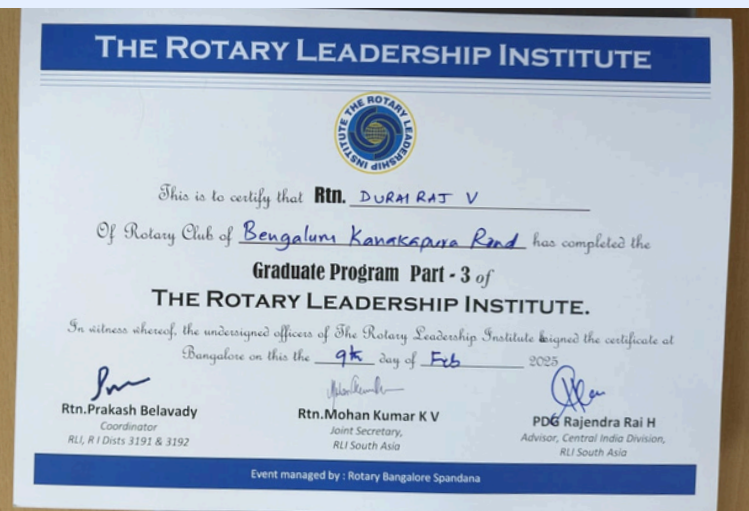 THE ROTARY LEADERSHIP INSTITUTE
THE ROTARY LEADERSHIP INSTITUTE
This is to certify that Rtn. DURAI RAJ V
Of Rotary Club of Bengaluru Kanakapura Road has completed the
Graduate Program Part - 3 of
THE ROTARY LEADERSHIP INSTITUTE.
In witness whereof, the undersigned officers of The Rotary Leadership Institute signed the certificate at
Bangalore on this the 9th day of Feb 2025
Rtn.Prakash Belavady
Coordinator
RLI, R I Dists 3191 & 3192
Rtn.Mohan Kumar K V
Joint Secretary,
RLI South Asia
PDG Rajendra Rai H
Advisor, Central India Division,
RLI South Asia
Event managed by : Rotary Bangalore Spandana